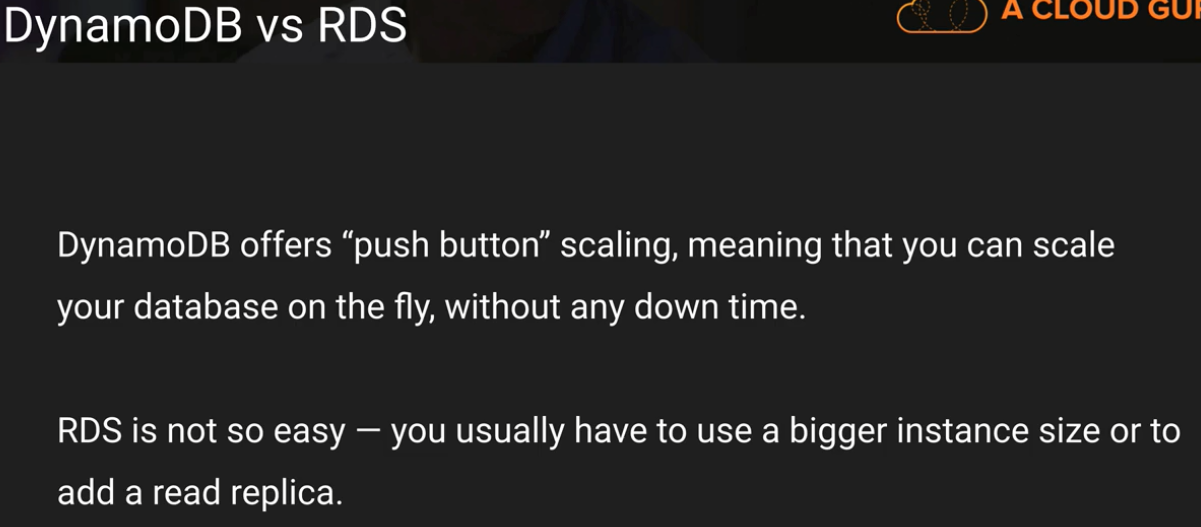 DynamoDB vs RDS
A CLOUD
DynamoDB offers “push button” scaling, meaning that you can scale
your database on the fly, without any down time.
RDS is not so easy — you usually have to use a bigger instance size or to
add a read replica.